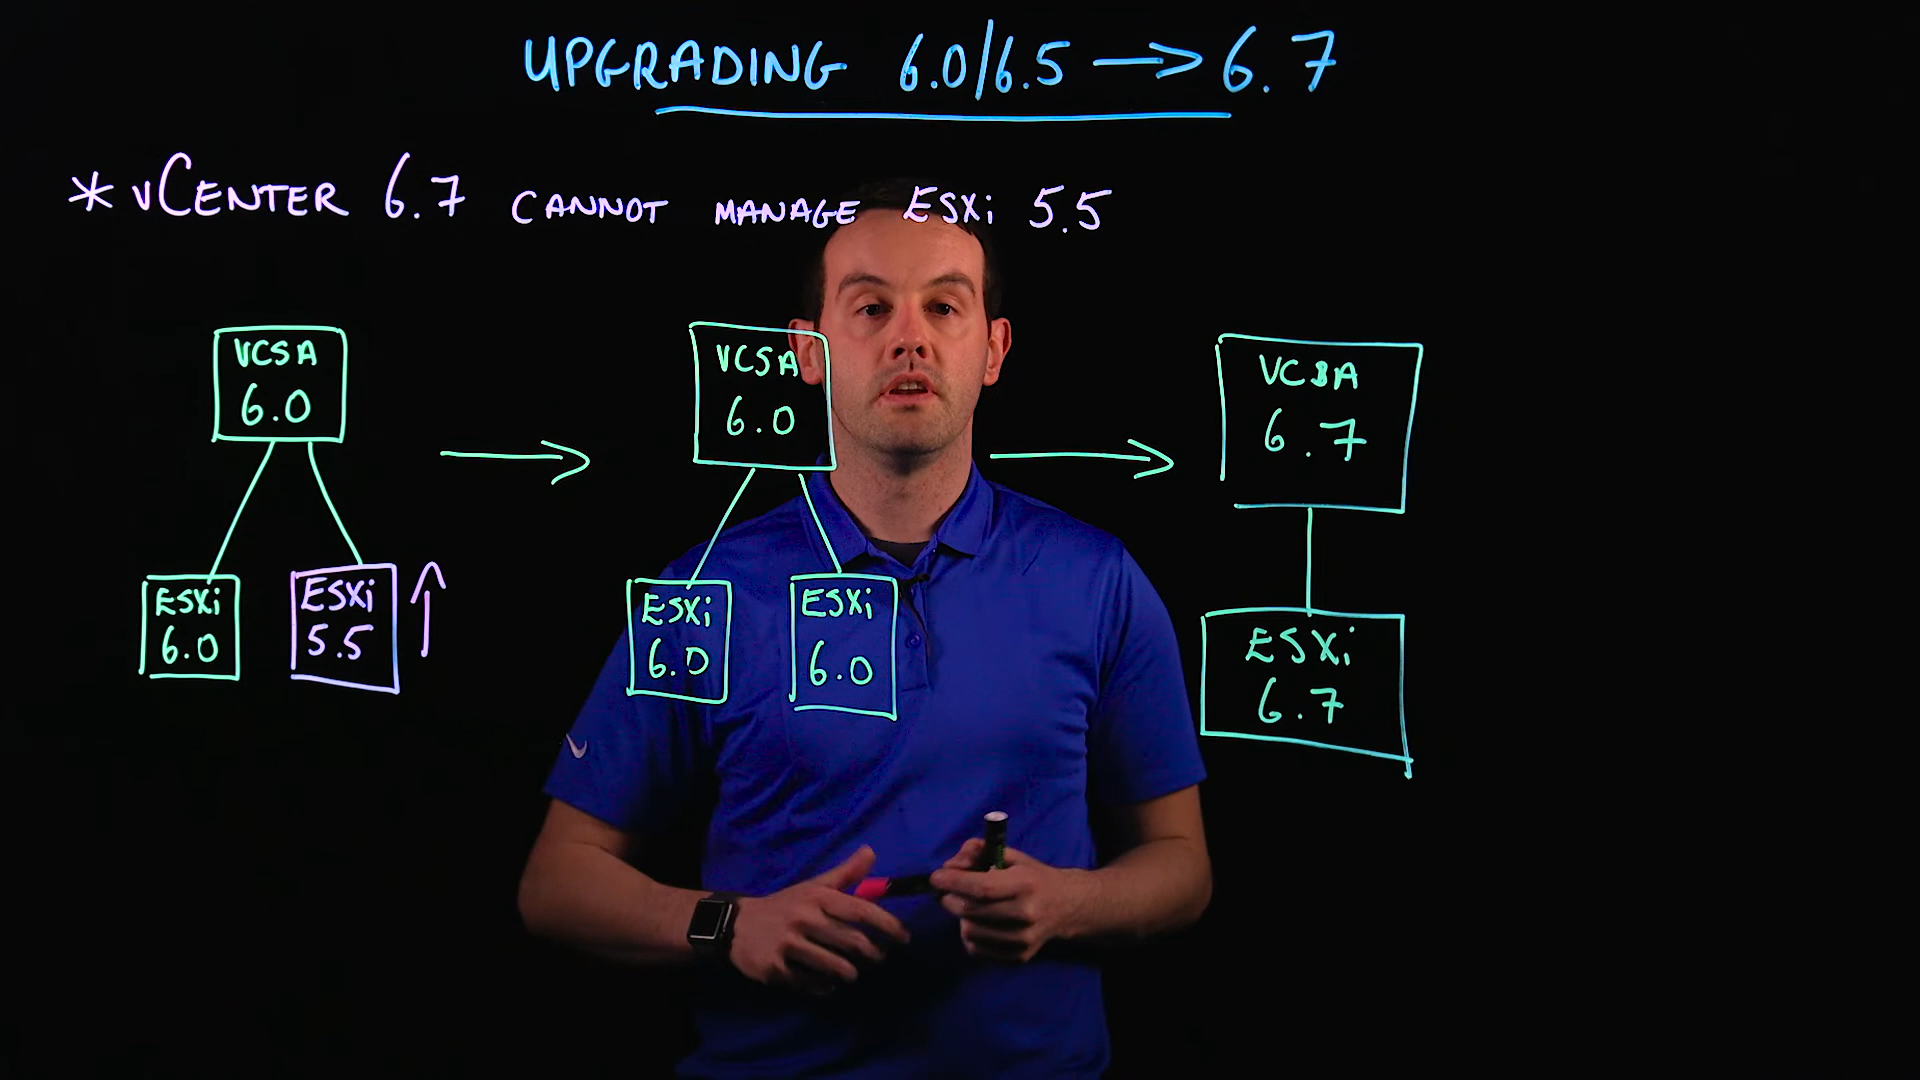 UPGRADING 6.0/6.5 → 6.7
* vCENTER 6.7 CANNOT MANAGE ESXi 5.5
VCSA
6.0
ESXi
6.0
ESXi
5.5
VCSA
6.0
ESXi
6.0
ESXi
6.0
VCSA
6.7
ESXi
6.7